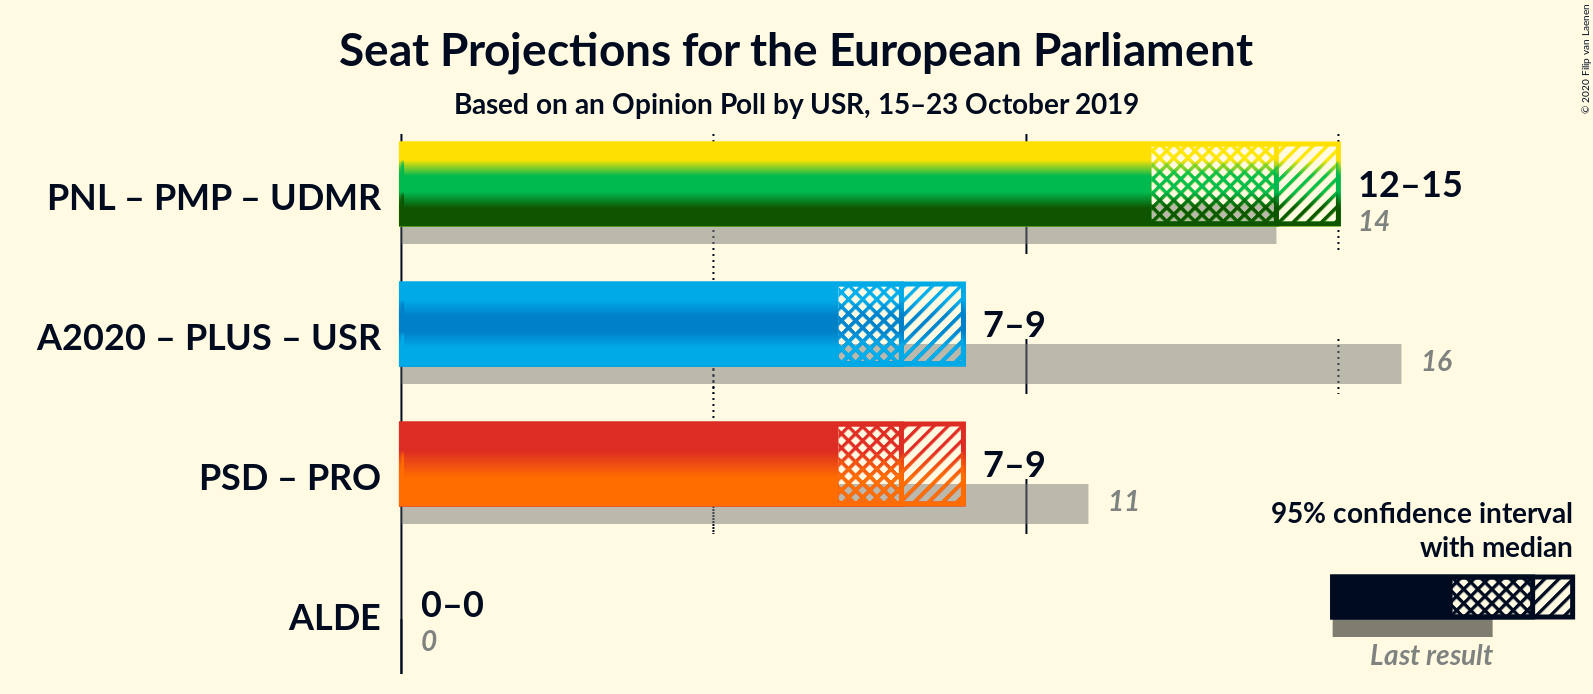 Seat Projections for the European Parliament
Based on an Opinion Poll by USR, 15–23 October 2019
PNL – PMP – UDMR
12–15
14
A2020 – PLUS – USR
7–9
16
PSD – PRO
7–9
11
ALDE
0–0
0
95% confidence interval
with median
Last result
© 2020 Filip van Laenen